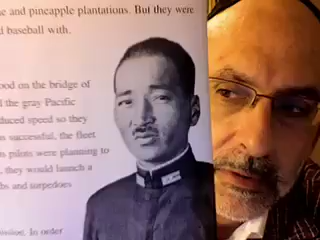 e and pineapple plantations. But they were
d baseball with.
ood on the bridge of
l the gray Pacific
duced speed so they
n successful, the fleet
n pilots were planning to
, they would launch a
bs and torpedoes
. In order